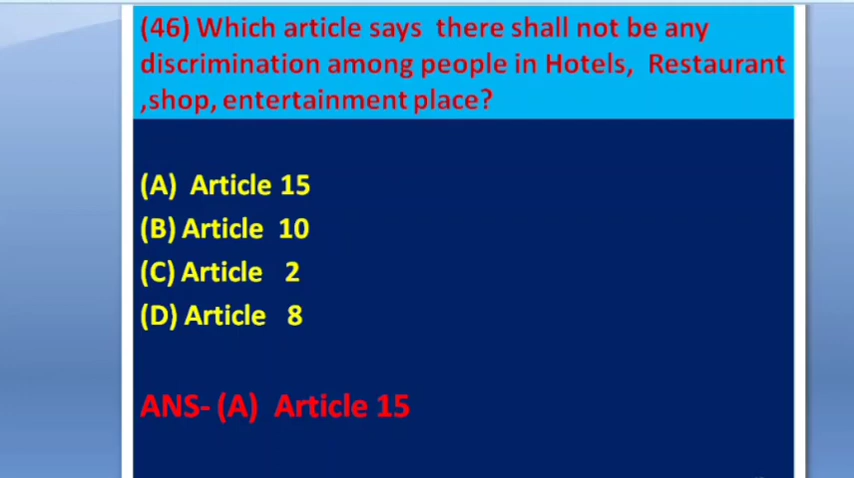 (46) Which article says there shall not be any
discrimination among people in Hotels, Restaurant
,shop, entertainment place?
(A) Article 15
(B) Article 10
(C) Article 2
(D) Article 8
ANS- (A) Article 15